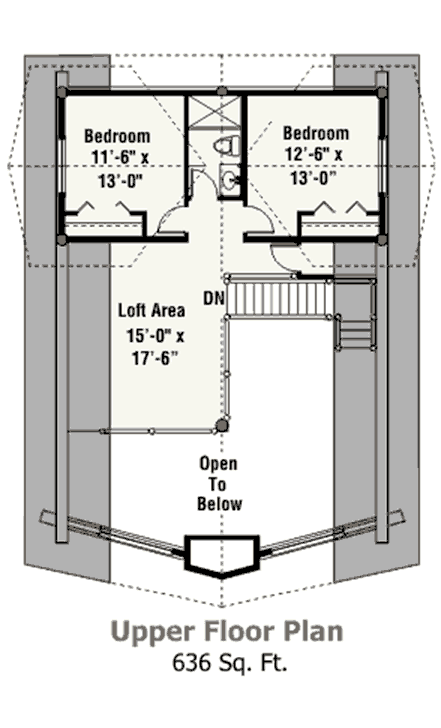 Bedroom
11'-6" x
13'-0"
Bedroom
12'-6" x
13'-0"
DN
Loft Area
15'-0" x
17'-6"
Open
To
Below
Upper Floor Plan
636 Sq. Ft.